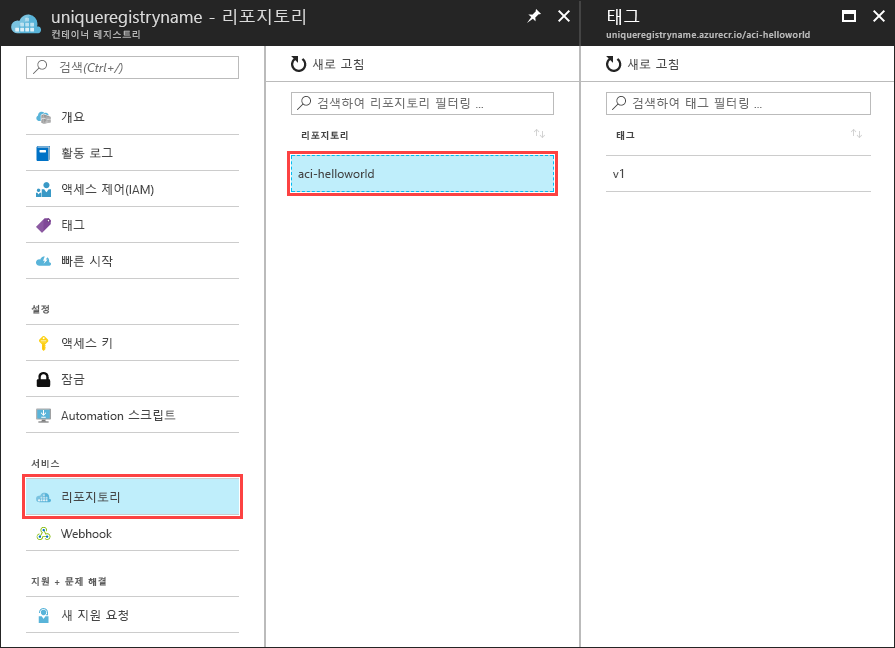 uniqueregistryname - 리포지토리
컨테이너 레지스트리
검색(Ctrl+/)
개요
활동 로그
액세스 제어(IAM)
태그
빠른 시작
설정
액세스 키
잠금
Automation 스크립트
서비스
리포지토리
Webhook
지원 + 문제 해결
새 지원 요청
새로 고침
검색하여 리포지토리 필터링 ...
리포지토리
aci-helloworld
태그
uniqueregistryname.azurecr.io/aci-helloworld
새로 고침
검색하여 태그 필터링 ...
태그
v1